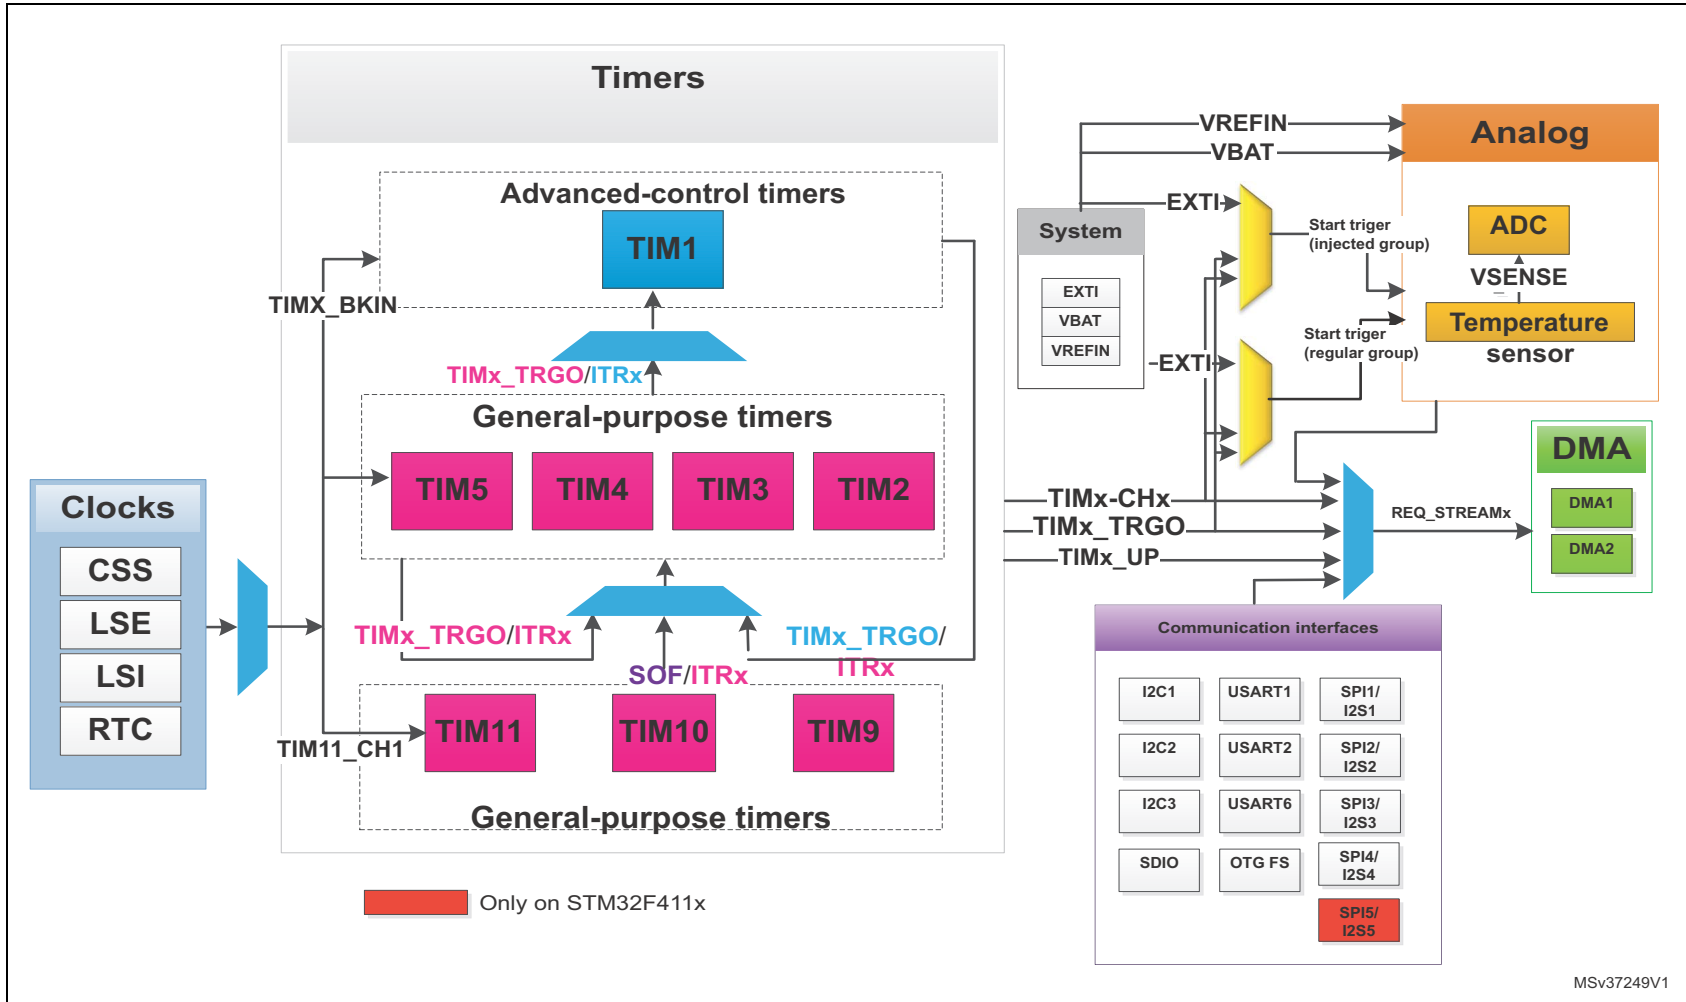 Timers
Advanced-control timers
TIM1
TIMX_BKIN
TIMx_TRGO/ITRx
General-purpose timers
TIM5
TIM4
TIM3
TIM2
Clocks
CSS
LSE
LSI
RTC
TIMx_TRGO/ITRx
SOF/ITRx
TIMx_TRGO/
ITRx
TIM11
TIM10
TIM9
TIM11_CH1
General-purpose timers
Only on STM32F411x
VREFIN
VBAT
EXTI
System
EXTI
VBAT
VREFIN
EXTI
Start triger
(injected group)
Start triger
(regular group)
Analog
ADC
VSENSE
Temperature
sensor
TIMx-CHx
TIMx_TRGO
TIMx_UP
REQ_STREAMx
DMA
DMA1
DMA2
Communication interfaces
I2C1
USART1
SPI1/
I2S1
I2C2
USART2
SPI2/
I2S2
I2C3
USART6
SPI3/
I2S3
SDIO
OTG FS
SPI4/
I2S4
SPI5/
I2S5
MSv37249V1